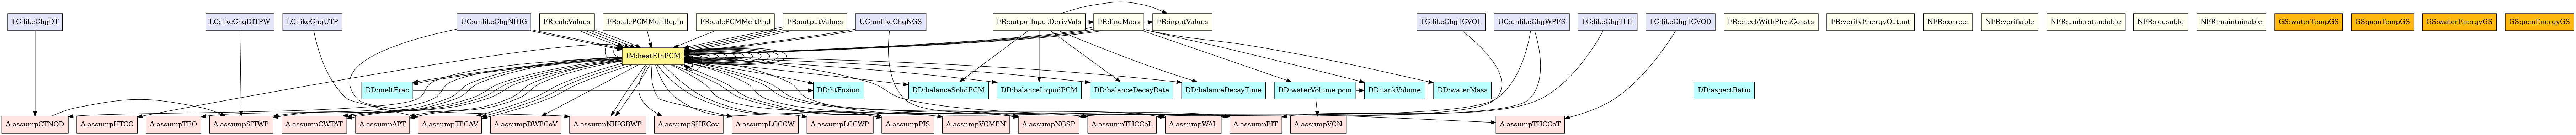 LC:likeChgDT
LC:likeChgDITPW
LC:likeChgUTP
UC:unlikeChgNIHG
FR:calcValues
FR:calcPCMMeltBegin
FR:calcPCMMeltEnd
FR:outputValues
UC:unlikeChgNGS
FR:outputInputDerivVals
FR:findMass
FR:inputValues
LC:likeChgTCVOL
UC:unlikeChgWPFS
LC:likeChgTLH
LC:likeChgTCVOD
FR:checkWithPhysConsts
FR:verifyEnergyOutput
NFR:correct
NFR:verifiable
NFR:understandable
NFR:reusable
NFR:maintainable
GS:waterTempGS
GS:pcmTempGS
GS:waterEnergyGS
GS:pcmEnergyGS
IM:heatEInPCM
DD:meltFrac
DD:htFusion
DD:balanceSolidPCM
DD:balanceLiquidPCM
DD:balanceDecayRate
DD:balanceDecayTime
DD:waterVolume.pcm
DD:tankVolume
DD:waterMass
DD:aspectRatio
A:assumpCTNOD
A:assumpHTCC
A:assumpTEO
A:assumpSITWP
A:assumpCWTAT
A:assumpAPT
A:assumpTPCAV
A:assumpDWPCoV
A:assumpNIHGBWP
A:assumpSHECov
A:assumpLCCCW
A:assumpLCCWP
A:assumpPIS
A:assumpVCMPN
A:assumpNGSP
A:assumpTHCCoL
A:assumpWAL
A:assumpPIT
A:assumpVCN
A:assumpTHCCoT